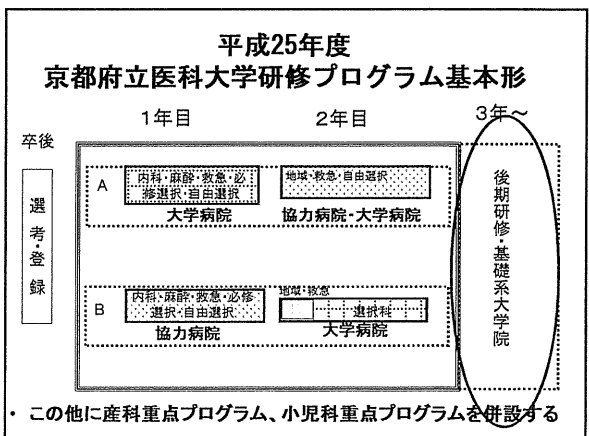 平成25年度
京都府立医科大学研修プログラム基本形
1年目
2年目
3年～
卒後
選考・登録
A
内科・麻酔・救急・必
修選択・自由選択
大学病院
地域・救急・自由選択
協力病院・大学病院
B
内科・麻酔・救急・必修
選択・自由選択
協力病院
地域・救急
選択科
大学病院
後期研修・基礎系大学院
・ この他に産科重点プログラム、小児科重点プログラムを併設する